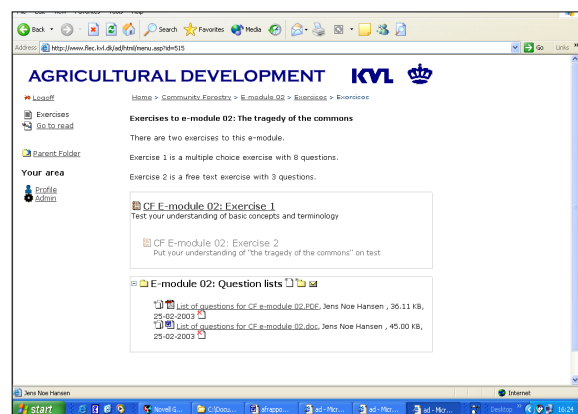 Back
Search
Favorites
Media
Address http://www.flec.kvl.dk/ad/html/menu.asp?id=515
Go
Links
AGRICULTURAL DEVELOPMENT
KVL
Logoff
Home > Community Forestry > E-module 02 > Exercises > Exercises
Exercises
Go to read
Exercises to e-module 02: The tragedy of the commons
There are two exercises to this e-module.
Parent Folder
Exercise 1 is a multiple choice exercise with 8 questions.
Your area
Exercise 2 is a free text exercise with 3 questions.
Profile
Admin
CF E-module 02: Exercise 1
Test your understanding of basic concepts and terminology
CF E-module 02: Exercise 2
Put your understanding of "the tragedy of the commons" on test
E-module 02: Question lists
List of questions for CF e-module 02.PDF, Jens Noe Hansen , 36.11 KB,
25-02-2003
List of questions for CF e-module 02.doc, Jens Noe Hansen , 45.00 KB,
25-02-2003
Jens Noe Hansen
Internet
start
Novell G...
C:\Docu...
afrappo...
ad - Micr...
ad - Micr...
ad - Micr...
Desktop
16:24